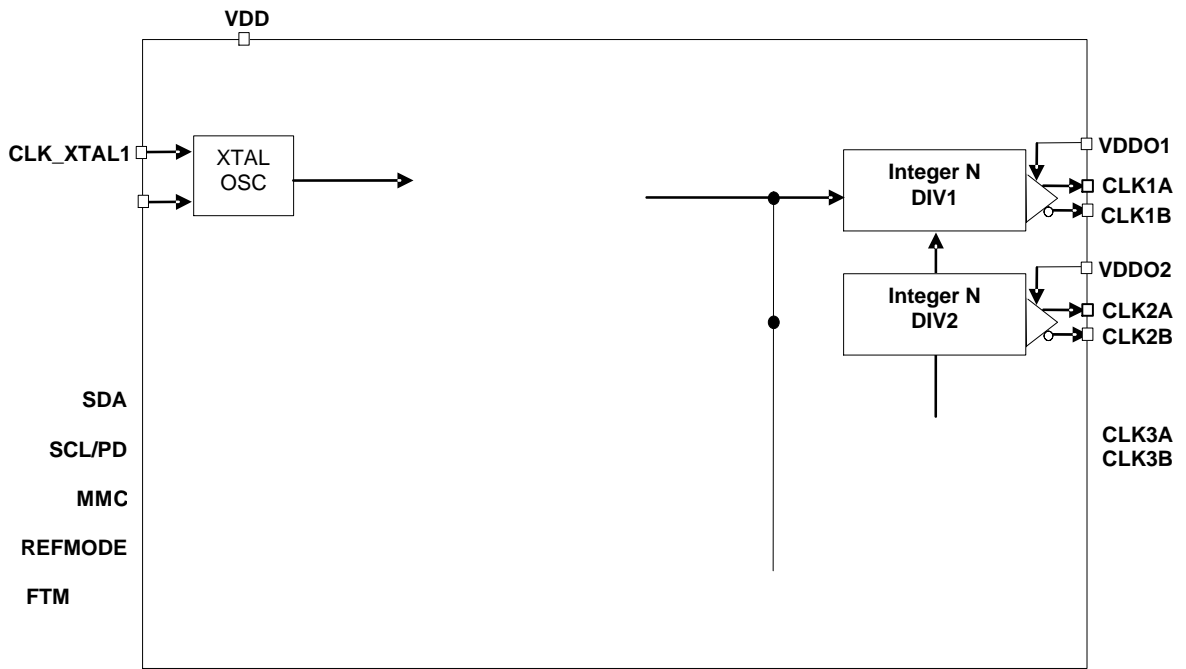 VDD
CLK_XTAL1
XTAL
OSC
Integer N
DIV1
VDDO1
CLK1A
CLK1B
Integer N
DIV2
VDDO2
CLK2A
CLK2B
SDA
SCL/PD
MMC
REFMODE
FTM
CLK3A
CLK3B